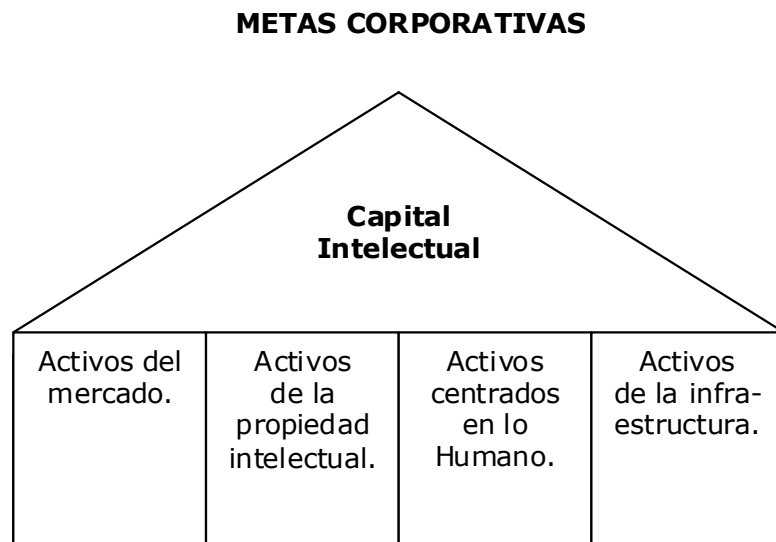 METAS CORPORATIVAS
Capital
Intelectual
Activos del
mercado.
Activos
de la
propiedad
intelectual.
Activos
centrados
en lo
Humano.
Activos
de la infra-
estructura.